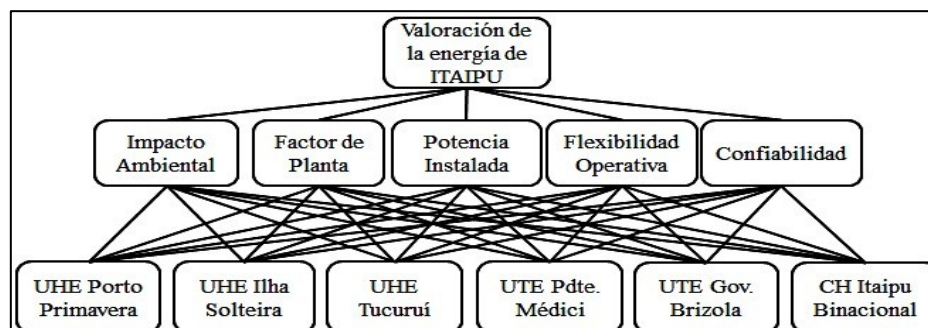 Valoración de
la energía de
ITAIPU
Impacto
Ambiental
Factor de
Planta
Potencia
Instalada
Flexibilidad
Operativa
Confiabilidad
UHE Porto
Primavera
UHE Ilha
Solteira
UHE
Tucuruí
UTE Pdte.
Médici
UTE Gov.
Brizola
CH Itaipu
Binacional